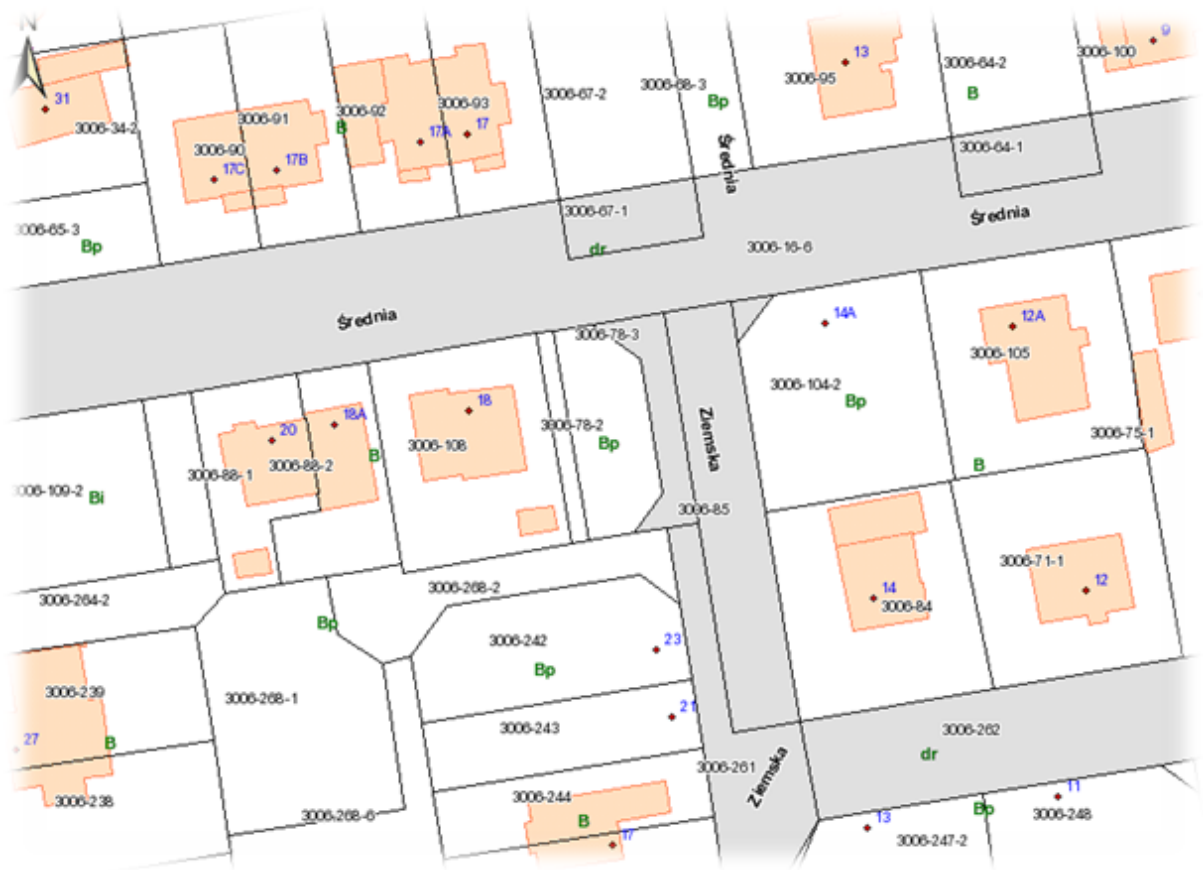 N
9
3006-100
13
3006-95
3006-64-2
B
3006-68-3
Bp
3006-67-2
31
3006-34-2
3006-91
B
3006-92
3006-93
17A
17
3006-90
17C
17B
Średnia
3006-64-1
3006-65-3
Bp
3006-67-1
dr
3006-16-6
Średnia
Średnia
3006-78-3
14A
12A
3006-105
3006-104-2
Bp
18
18A
20
3006-108
3006-78-2
Bp
Ziemska
3006-75-1
B
3006-88-1
3006-88-2
B
3006-109-2
Bi
3006-85
3006-71-1
12
14
3006-84
3006-264-2
3006-268-2
Bp
3006-242
23
Bp
3006-239
3006-268-1
21
3006-243
27
B
3006-262
dr
3006-261
Ziemska
3006-238
3006-268-6
3006-244
B
17
11
Bp
3006-248
13
3006-247-2